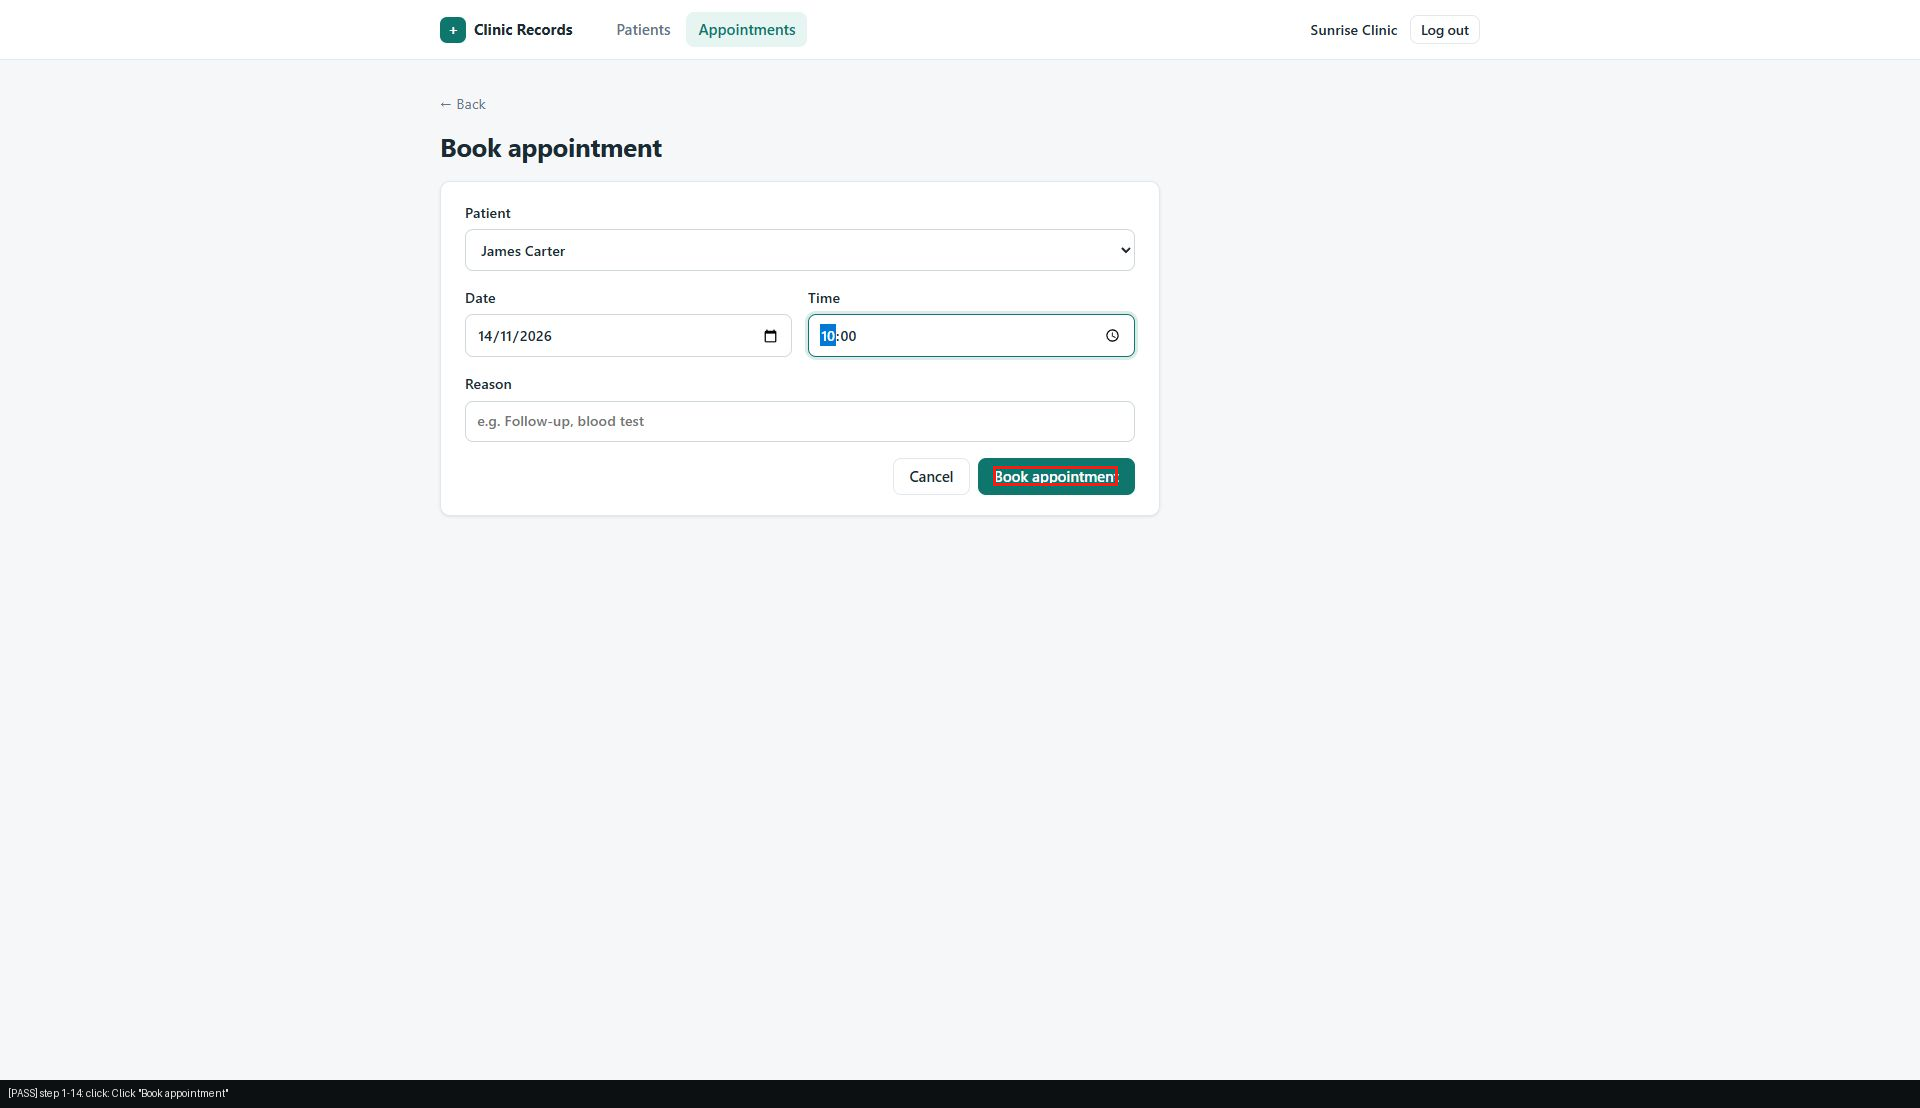 + Clinic Records Patients Appointments Sunrise Clinic Log out
← Back
Book appointment
Patient
James Carter
Date Time
14/11/2026 10:00
Reason
e.g. Follow-up, blood test
Cancel Book appointment
[PASS] step 1-14: click: Click "Book appointment"